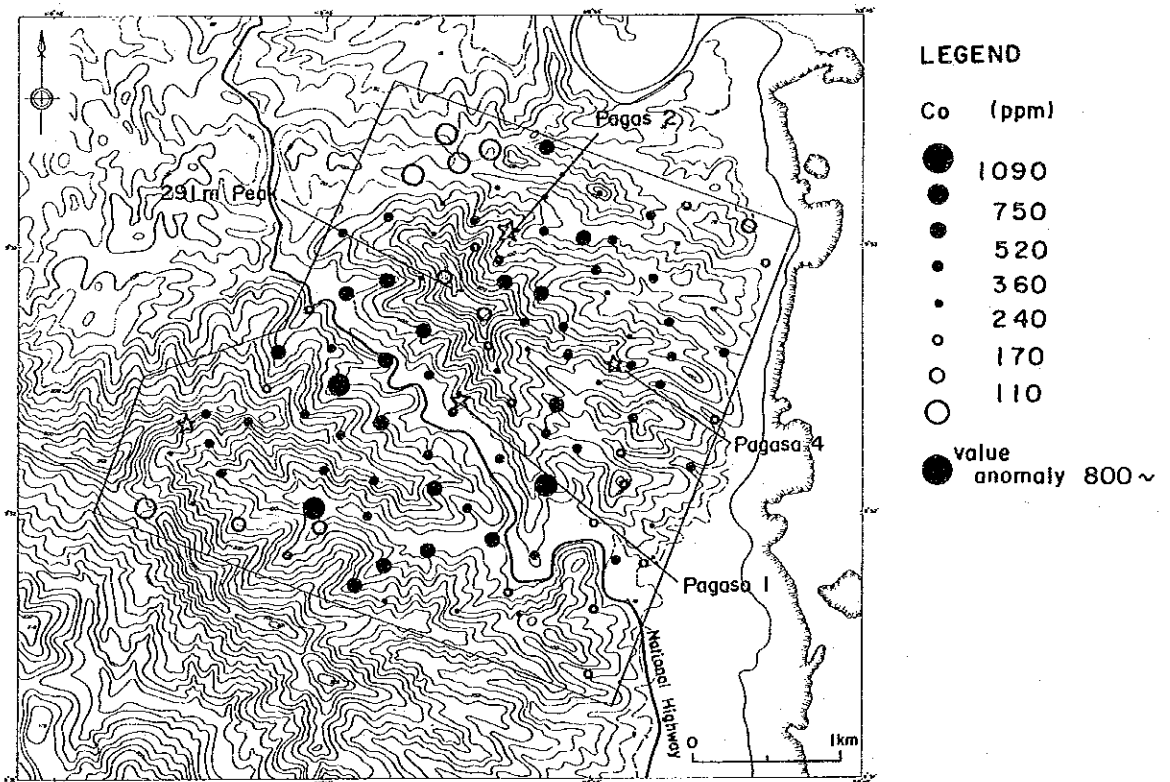 LEGEND
Co (ppm)
1090
750
520
360
240
170
110
value
anomaly 800~
Pagas 2
291m Peak
Pagasa 4
Pagasa 1
National Highway
0 1km